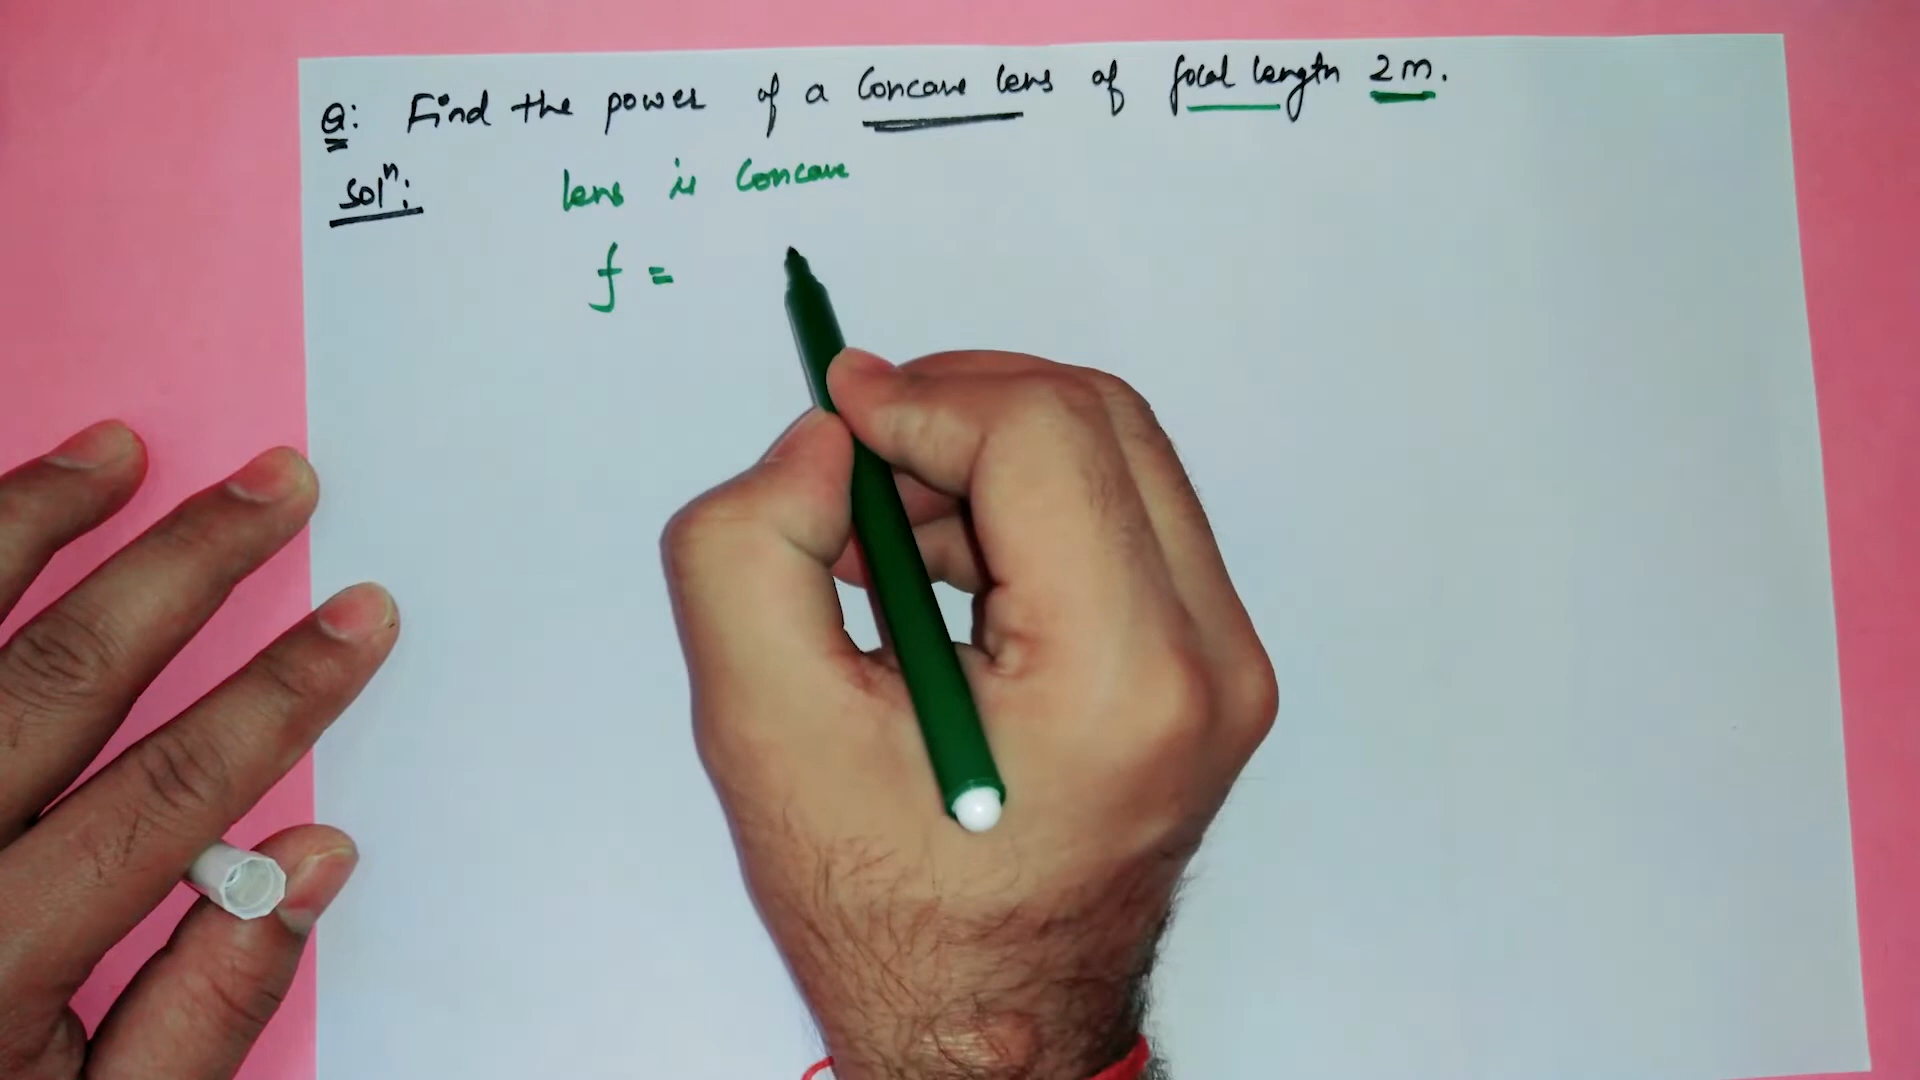 Q: Find the power of a Concave lens of focal length 2m.
Solⁿ: lens is Concave
f =